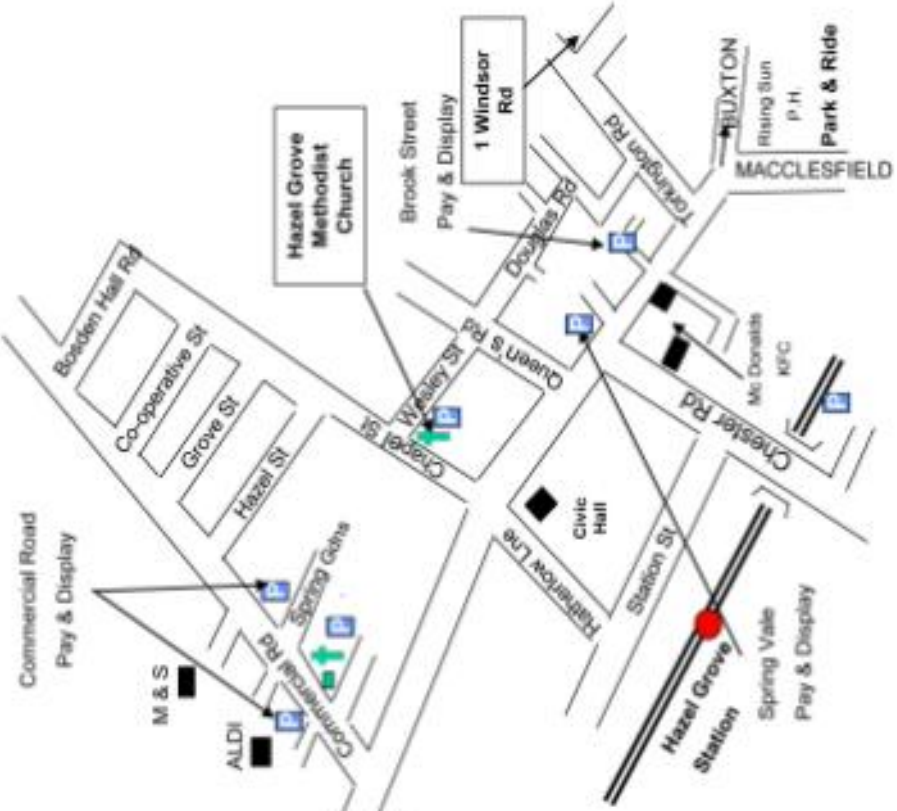 Commercial Road
Pay & Display
M & S
ALDI
P
P
P
Commercial Rd
Spring Gdns
Bosden Hall Rd
Co-operative St
Grove St
Hazel St
Hazel Grove
Methodist
Church
Chapel St
Wesley St
P
Queen's Rd
Brook Street
Pay & Display
P
Douglas Rd
1 Windsor
Rd
Torkington Rd
BUXTON
Rising Sun
P.H.
Park & Ride
MACCLESFIELD
P
Mc Donalds
KFC
Chester Rd
P
Civic
Hall
Hatherlow Lne
Station St
Hazel Grove
Station
Spring Vale
Pay & Display